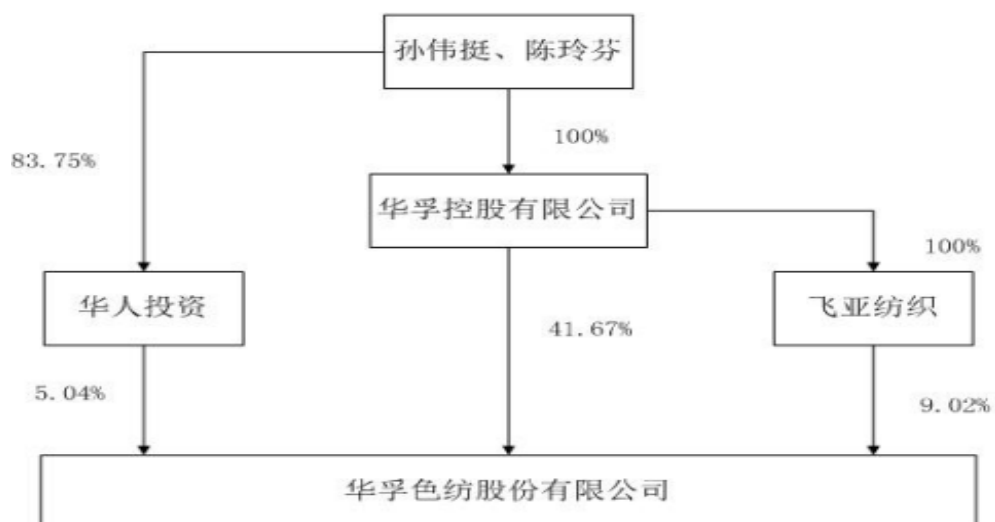 孙伟挺、陈玲芬
100%
83.75%
华孚控股有限公司
100%
华人投资
41.67%
飞亚纺织
5.04%
9.02%
华孚色纺股份有限公司